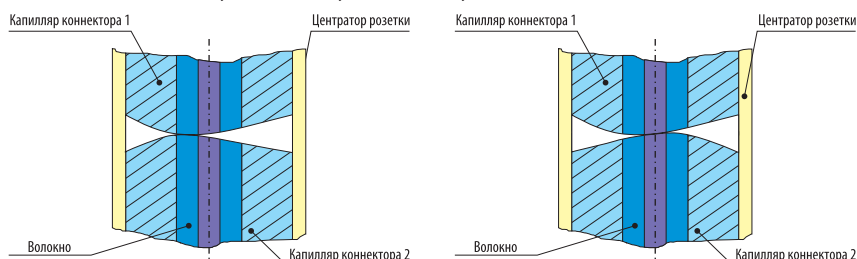 Капилляр коннектора 1
Центратор розетки
Капилляр коннектора 1
Центратор розетки
Волокно
Капилляр коннектора 2
Волокно
Капилляр коннектора 2